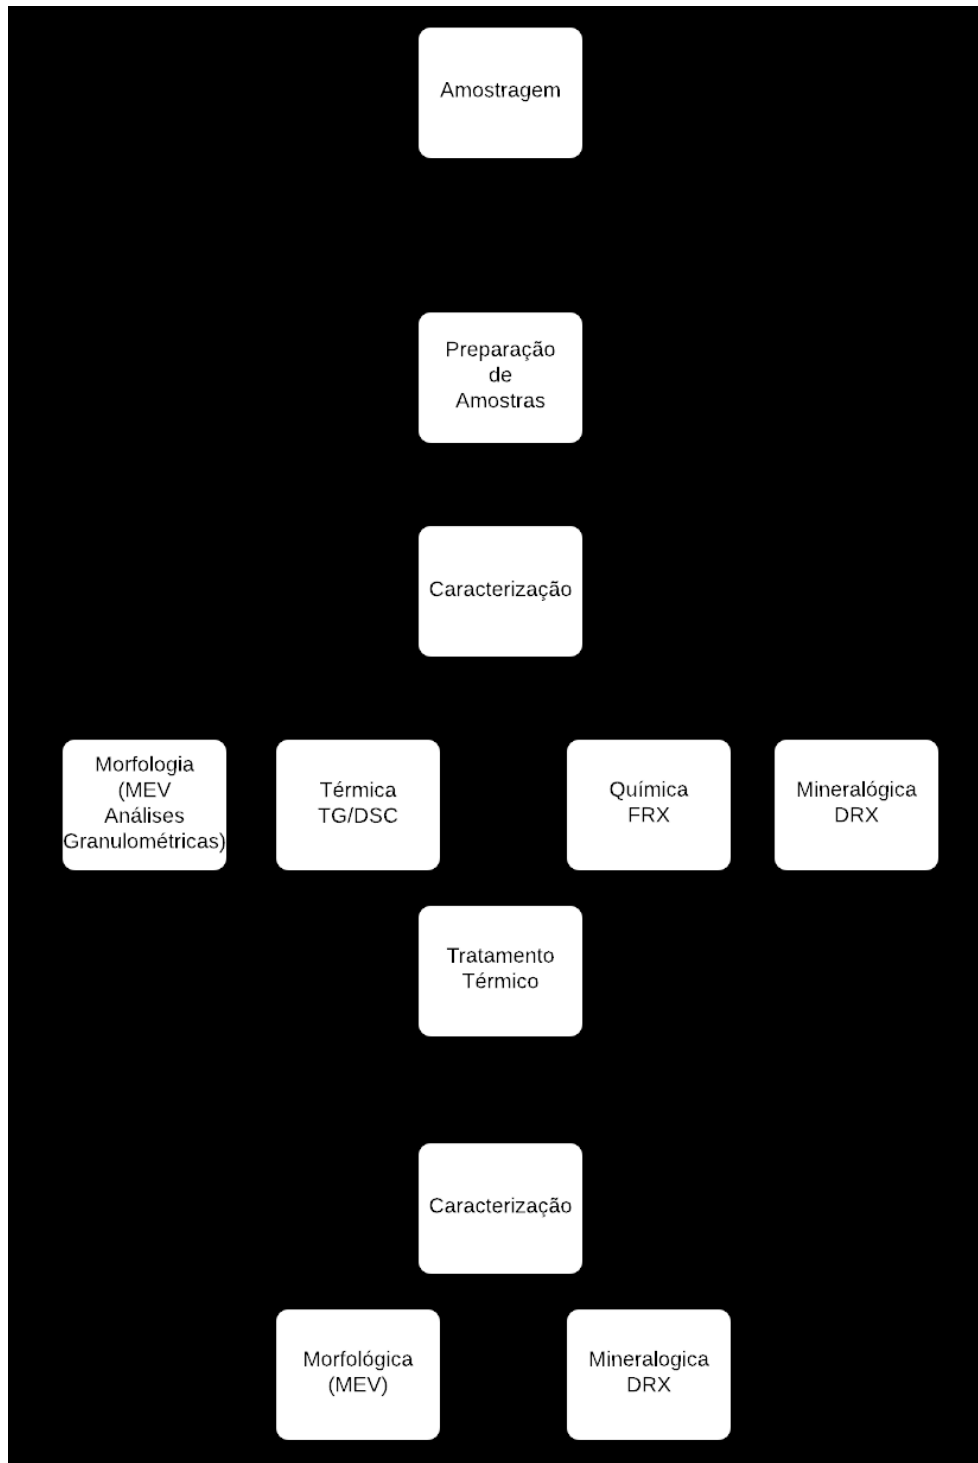 Amostragem
Preparação
de
Amostras
Caracterização
Morfologia
(MEV
Análises
Granulométricas)
Térmica
TG/DSC
Química
FRX
Mineralógica
DRX
Tratamento
Térmico
Caracterização
Morfológica
(MEV)
Mineralogica
DRX